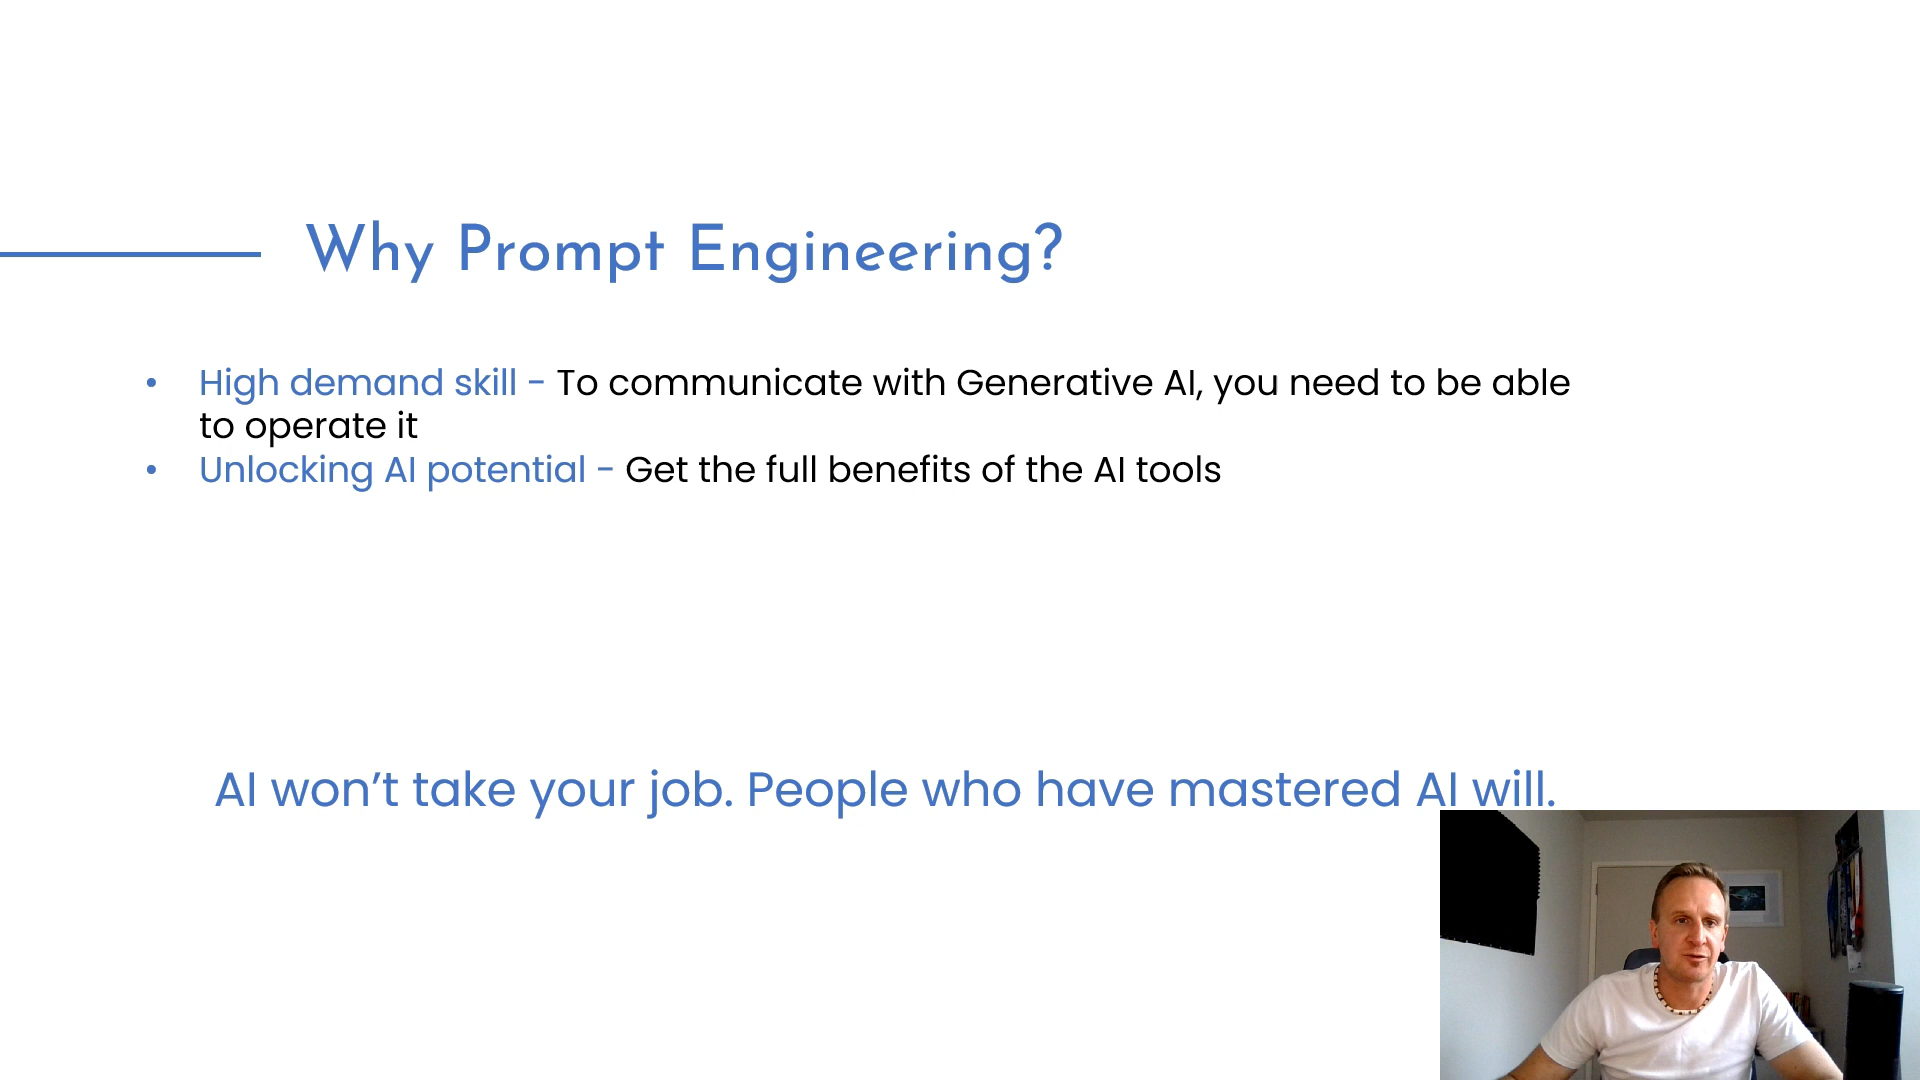 Why Prompt Engineering?
• High demand skill - To communicate with Generative AI, you need to be able
to operate it
• Unlocking AI potential - Get the full benefits of the AI tools
AI won’t take your job. People who have mastered AI will.